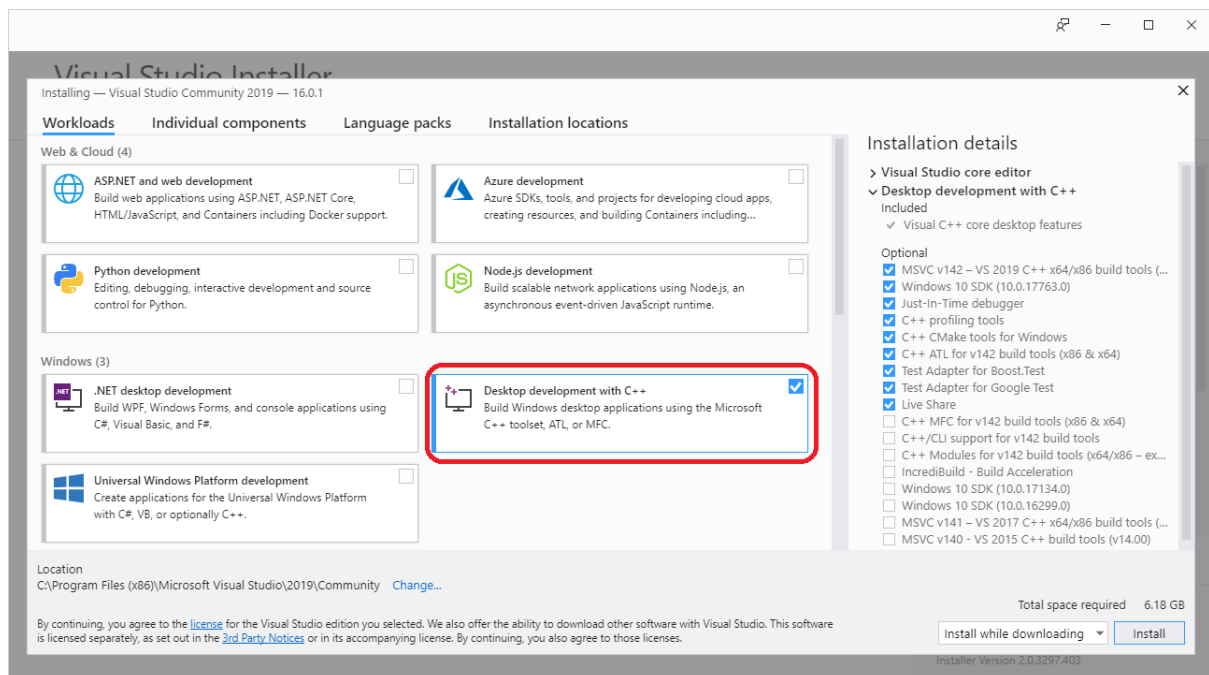 Visual Studio Installer
Installing — Visual Studio Community 2019 — 16.0.1
Workloads
Individual components
Language packs
Installation locations
Web & Cloud (4)
ASP.NET and web development
Build web applications using ASP.NET, ASP.NET Core,
HTML/JavaScript, and Containers including Docker support.
Azure development
Azure SDKs, tools, and projects for developing cloud apps,
creating resources, and building Containers including...
Python development
Editing, debugging, interactive development and source
control for Python.
Node.js development
Build scalable network applications using Node.js, an
asynchronous event-driven JavaScript runtime.
Windows (3)
.NET
.NET desktop development
Build WPF, Windows Forms, and console applications using
C#, Visual Basic, and F#.
Desktop development with C++
Build Windows desktop applications using the Microsoft
C++ toolset, ATL, or MFC.
Universal Windows Platform development
Create applications for the Universal Windows Platform
with C#, VB, or optionally C++.
Installation details
Visual Studio core editor
Desktop development with C++
Included
Visual C++ core desktop features
Optional
MSVC v142 – VS 2019 C++ x64/x86 build tools (...
Windows 10 SDK (10.0.17763.0)
Just-In-Time debugger
C++ profiling tools
C++ CMake tools for Windows
C++ ATL for v142 build tools (x86 & x64)
Test Adapter for Boost.Test
Test Adapter for Google Test
Live Share
C++ MFC for v142 build tools (x86 & x64)
C++/CLI support for v142 build tools
C++ Modules for v142 build tools (x64/x86 – ex...
IncrediBuild - Build Acceleration
Windows 10 SDK (10.0.17134.0)
Windows 10 SDK (10.0.16299.0)
MSVC v141 – VS 2017 C++ x64/x86 build tools (...
MSVC v140 - VS 2015 C++ build tools (v14.00)
Location
C:\Program Files (x86)\Microsoft Visual Studio\2019\Community Change...
By continuing, you agree to the license for the Visual Studio edition you selected. We also offer the ability to download other software with Visual Studio. This software
is licensed separately, as set out in the 3rd Party Notices or in its accompanying license. By continuing, you also agree to those licenses.
Total space required 6.18 GB
Install while downloading
Install
Installer Version 2.0.3297.403